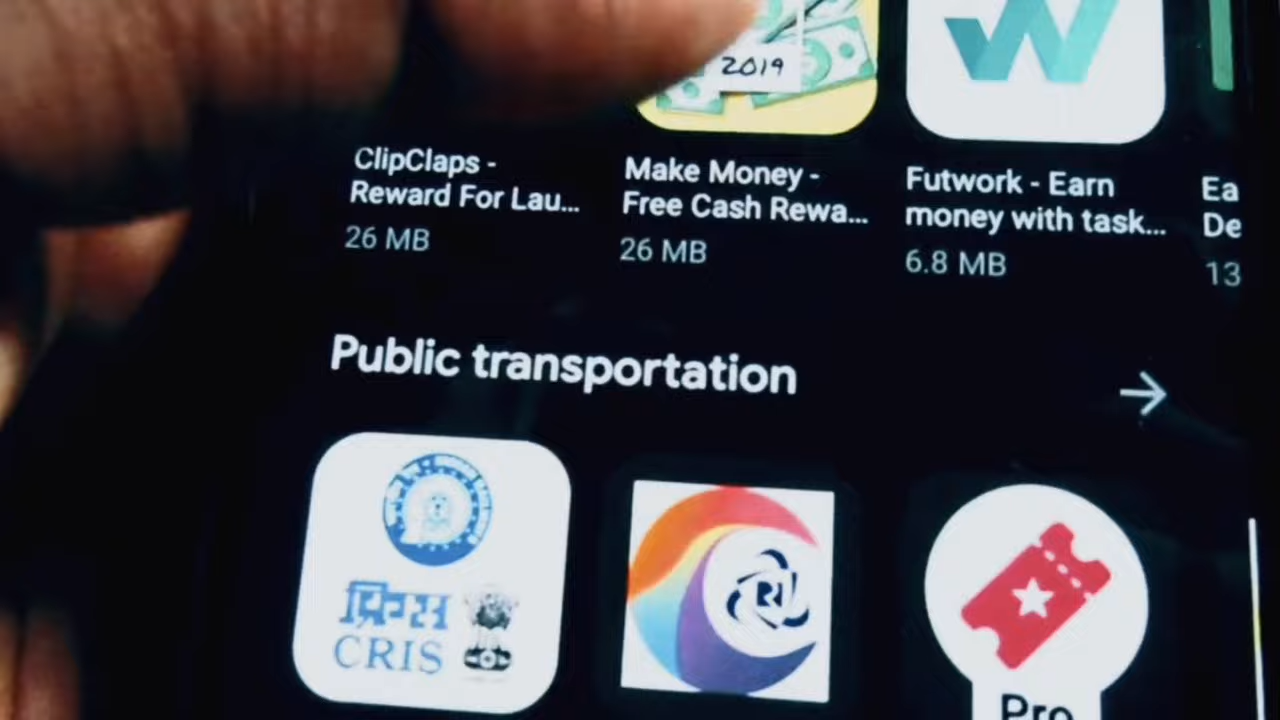 2019
ClipClaps -
Reward For Lau...
26 MB
Make Money -
Free Cash Rewa...
26 MB
Futwork - Earn
money with task...
6.8 MB
Ea
De
13
Public transportation
क्रिस
CRIS
Pro